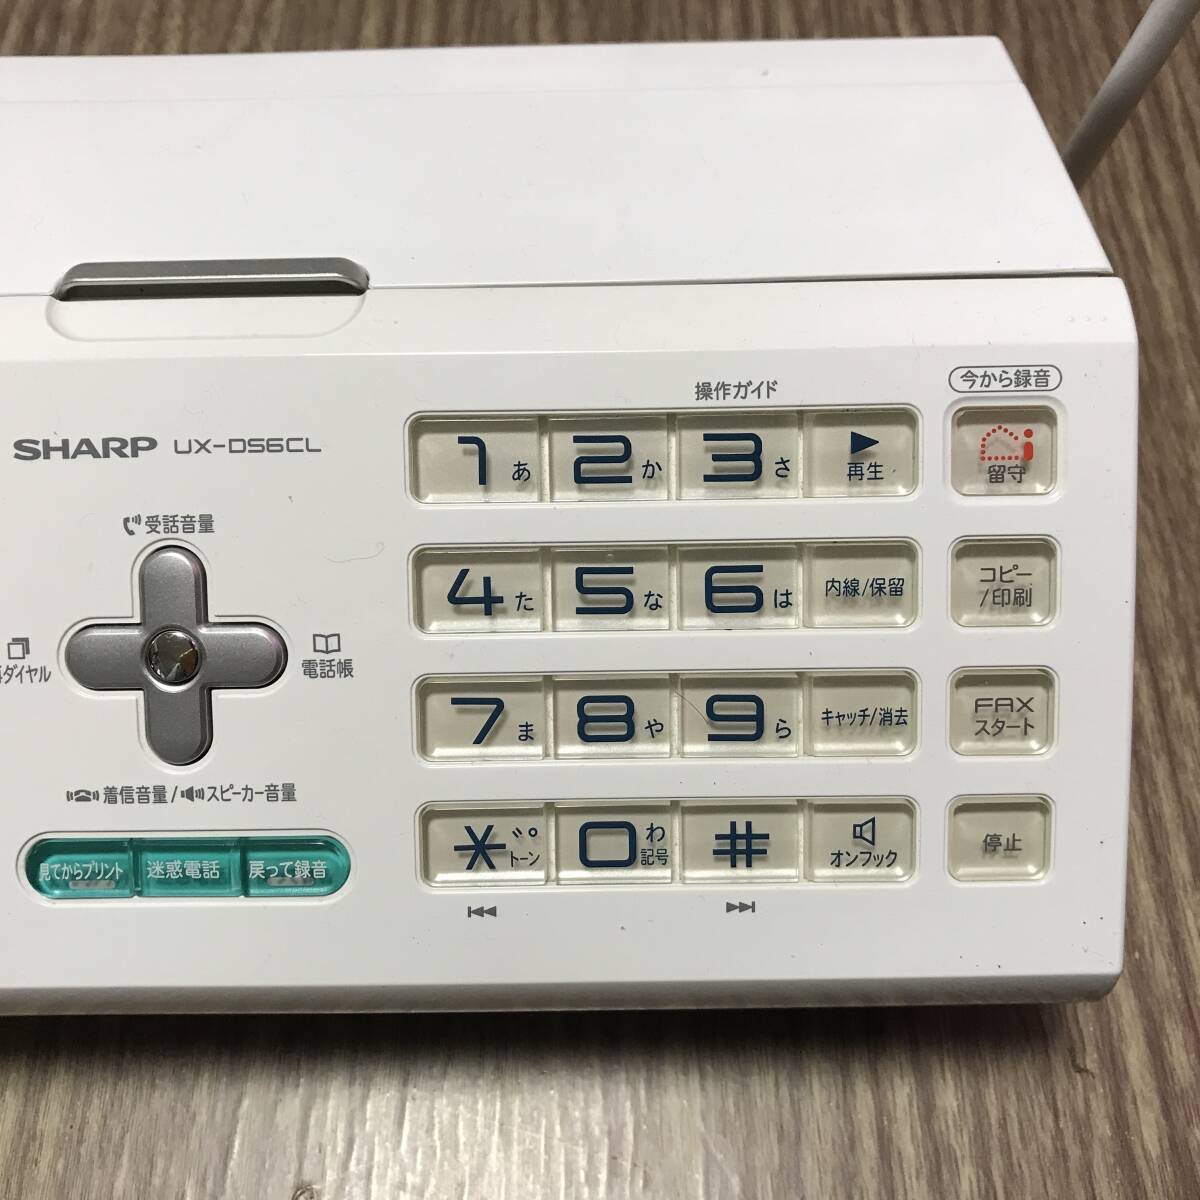 SHARP UX-DS6CL
受話音量
ダイヤル
電話帳
着信音量/スピーカー音量
見てからプリント
迷惑電話
戻って録音
操作ガイド
今から録音
1あ
2か
3さ
再生
留守
4た
5な
6は
内線/保留
コピー
/印刷
7ま
8や
9ら
キャッチ/消去
FAX
スタート
* ゛゜
トーン
0わ
記号
#
オンフック
停止